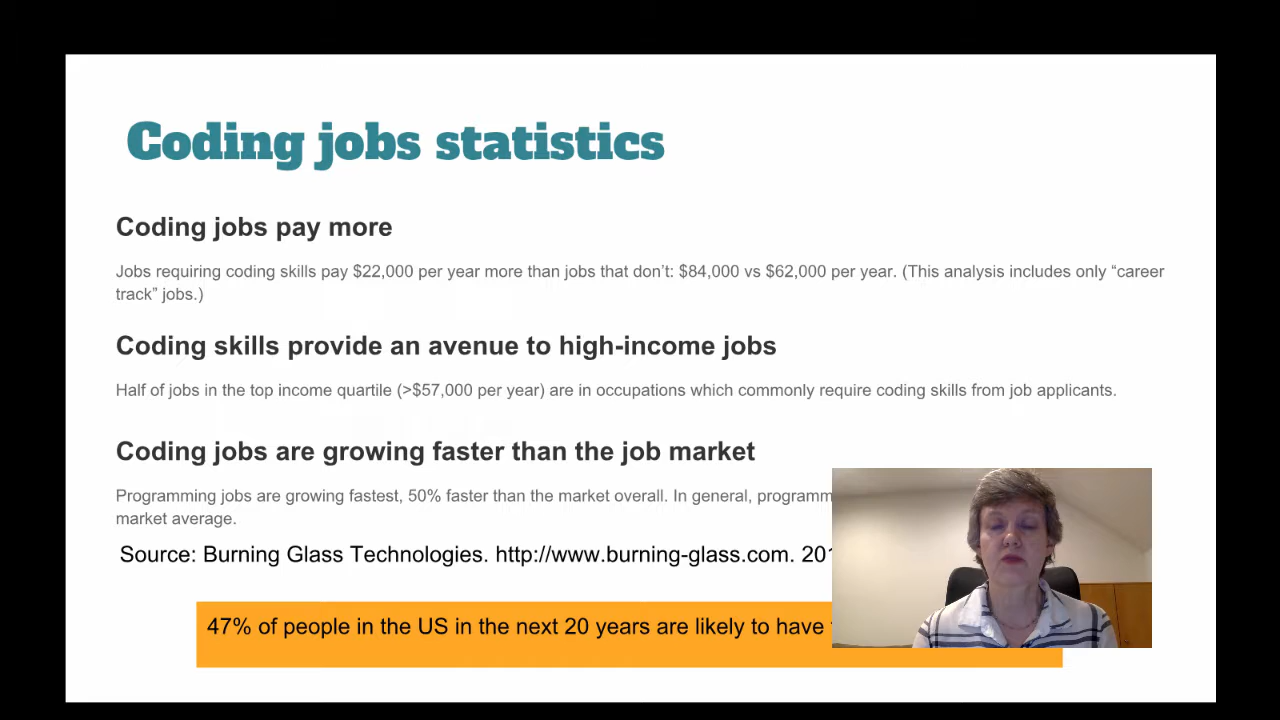 Coding jobs statistics
Coding jobs pay more
Jobs requiring coding skills pay $22,000 per year more than jobs that don’t: $84,000 vs $62,000 per year. (This analysis includes only “career
track” jobs.)
Coding skills provide an avenue to high-income jobs
Half of jobs in the top income quartile (>$57,000 per year) are in occupations which commonly require coding skills from job applicants.
Coding jobs are growing faster than the job market
Programming jobs are growing fastest, 50% faster than the market overall. In general,
market average.
Source: Burning Glass Technologies. http://www.burning-glass.com.
47% of people in the US in the next 20 years are likely to have